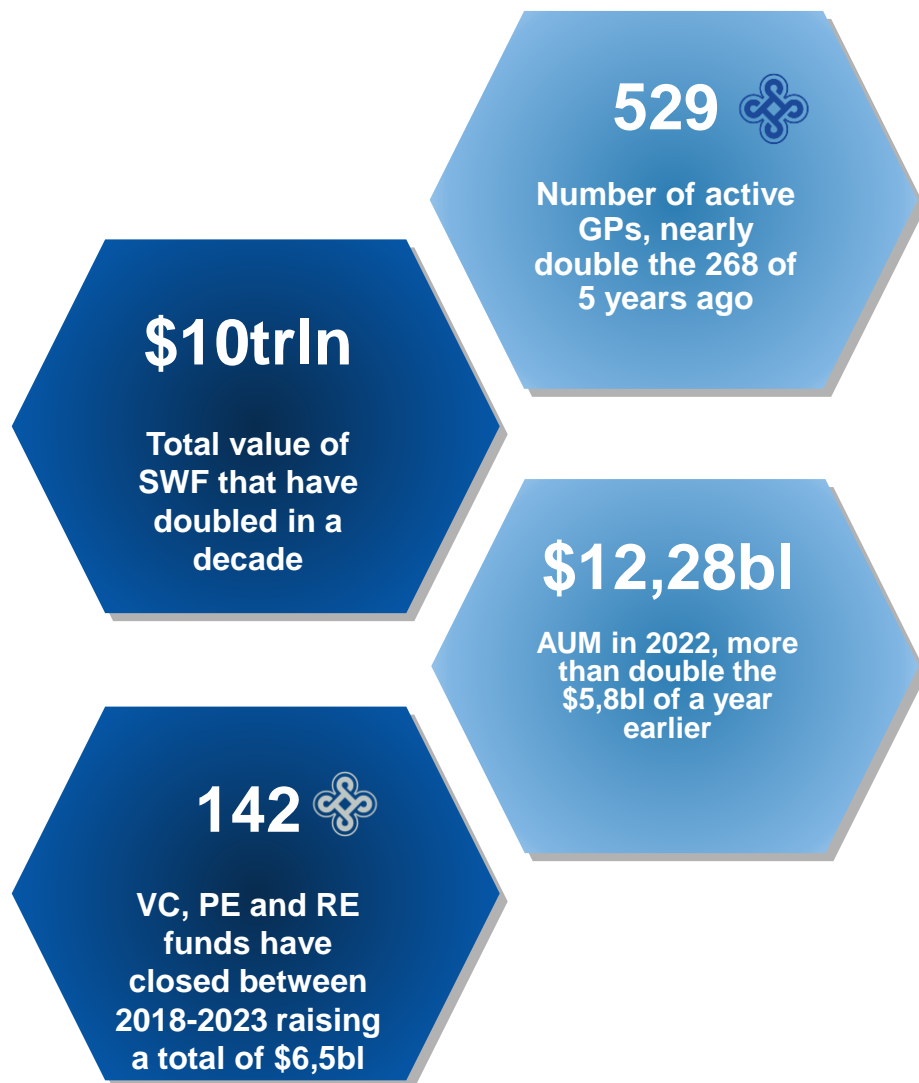 529
Number of active
GPs, nearly
double the 268 of
5 years ago
$10trln
Total value of
SWF that have
doubled in a
decade
$12,28bl
AUM in 2022, more
than double the
$5,8bl of a year
earlier
142
VC, PE and RE
funds have
closed between
2018-2023 raising
a total of $6,5bl